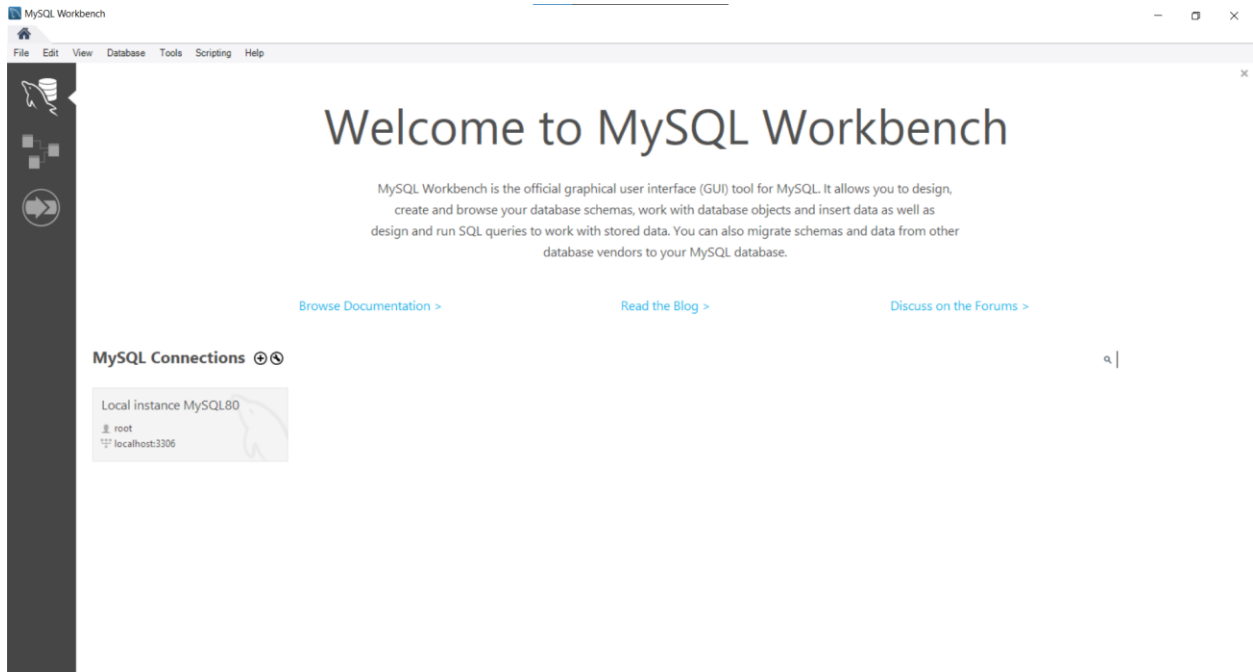 MySQL Workbench
File Edit View Database Tools Scripting Help
Welcome to MySQL Workbench
MySQL Workbench is the official graphical user interface (GUI) tool for MySQL. It allows you to design,
create and browse your database schemas, work with database objects and insert data as well as
design and run SQL queries to work with stored data. You can also migrate schemas and data from other
database vendors to your MySQL database.
Browse Documentation > Read the Blog > Discuss on the Forums >
MySQL Connections
Local instance MySQL80
root
localhost:3306